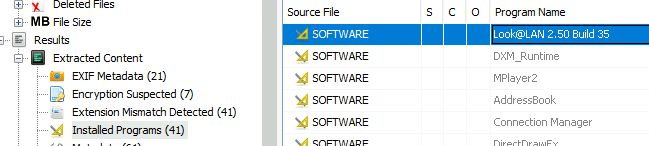 Deleted Files
MB File Size
Results
Extracted Content
EXIF Metadata (21)
Encryption Suspected (7)
Extension Mismatch Detected (41)
Installed Programs (41)
Source File S C O Program Name
SOFTWARE Look@LAN 2.50 Build 35
SOFTWARE DXM_Runtime
SOFTWARE MPlayer2
SOFTWARE AddressBook
SOFTWARE Connection Manager
SOFTWARE DirectDrawEx